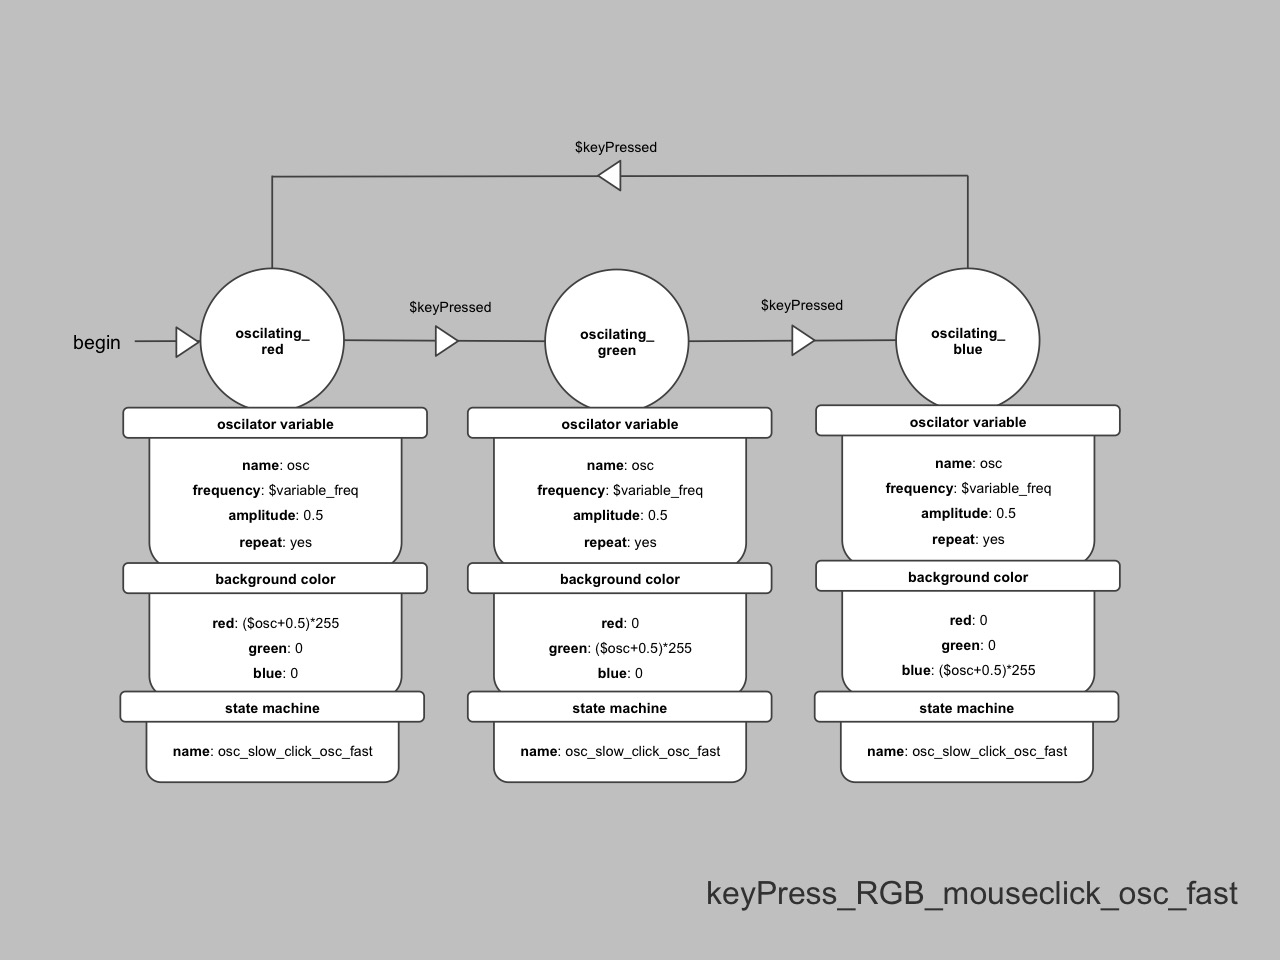 $keyPressed
begin
oscilating_
red
$keyPressed
oscilating_
green
$keyPressed
oscilating_
blue
oscilator variable
name: osc
frequency: $variable_freq
amplitude: 0.5
repeat: yes
background color
red: ($osc+0.5)*255
green: 0
blue: 0
state machine
name: osc_slow_click_osc_fast
oscilator variable
name: osc
frequency: $variable_freq
amplitude: 0.5
repeat: yes
background color
red: 0
green: ($osc+0.5)*255
blue: 0
state machine
name: osc_slow_click_osc_fast
oscilator variable
name: osc
frequency: $variable_freq
amplitude: 0.5
repeat: yes
background color
red: 0
green: 0
blue: ($osc+0.5)*255
state machine
name: osc_slow_click_osc_fast
keyPress_RGB_mouseclick_osc_fast